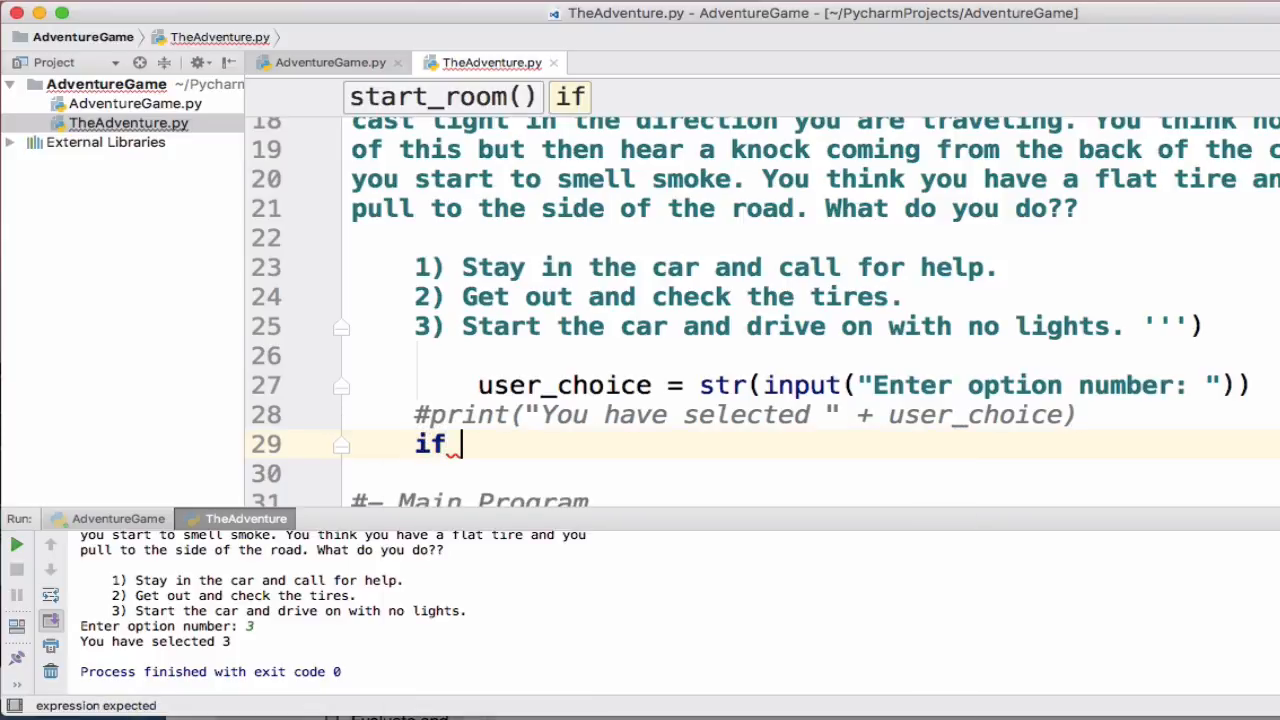 TheAdventure.py - AdventureGame - [~/PycharmProjects/AdventureGame]
AdventureGame TheAdventure.py
Project AdventureGame.py TheAdventure.py
AdventureGame ~/Pycharm
AdventureGame.py
TheAdventure.py
External Libraries
start_room() if
18 cast light in the direction you are traveling. You think no
19 of this but then hear a knock coming from the back of the c
20 you start to smell smoke. You think you have a flat tire an
21 pull to the side of the road. What do you do??
22
23 1) Stay in the car and call for help.
24 2) Get out and check the tires.
25 3) Start the car and drive on with no lights. ''')
26
27 user_choice = str(input("Enter option number: "))
28 #print("You have selected " + user_choice)
29 if
30
31 #- Main Program
Run: AdventureGame TheAdventure
you start to smell smoke. You think you have a flat tire and you
pull to the side of the road. What do you do??
1) Stay in the car and call for help.
2) Get out and check the tires.
3) Start the car and drive on with no lights.
Enter option number: 3
You have selected 3
Process finished with exit code 0
expression expected